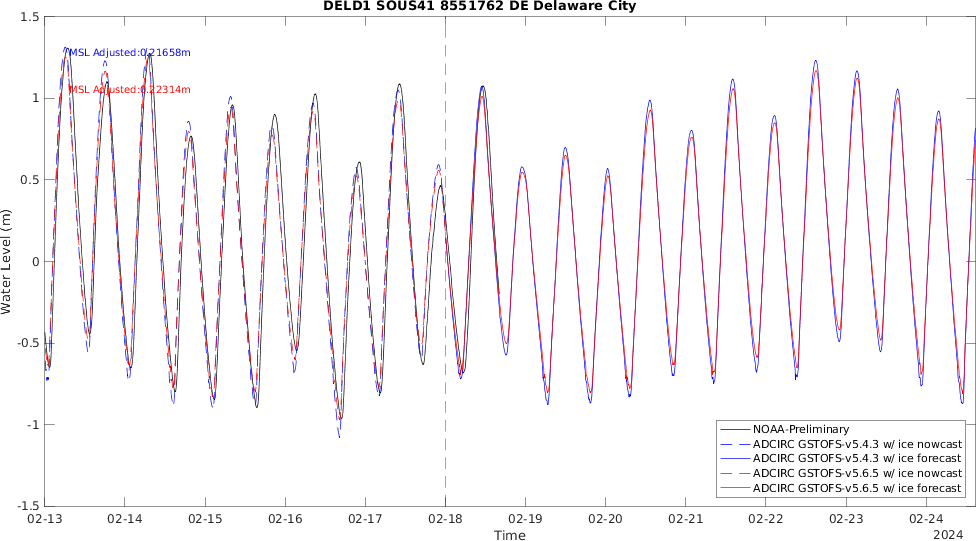 DELD1 SOUS41 8551762 DE Delaware City
1.5
1
0.5
0
-0.5
-1
-1.5
Water Level (m)
MSL Adjusted:0.21658m
MSL Adjusted:0.22314m
NOAA-Preliminary
ADCIRC GSTOFS-v5.4.3 w/ ice nowcast
ADCIRC GSTOFS-v5.4.3 w/ ice forecast
ADCIRC GSTOFS-v5.6.5 w/ ice nowcast
ADCIRC GSTOFS-v5.6.5 w/ ice forecast
02-13 02-14 02-15 02-16 02-17 02-18 02-19 02-20 02-21 02-22 02-23 02-24
Time
2024